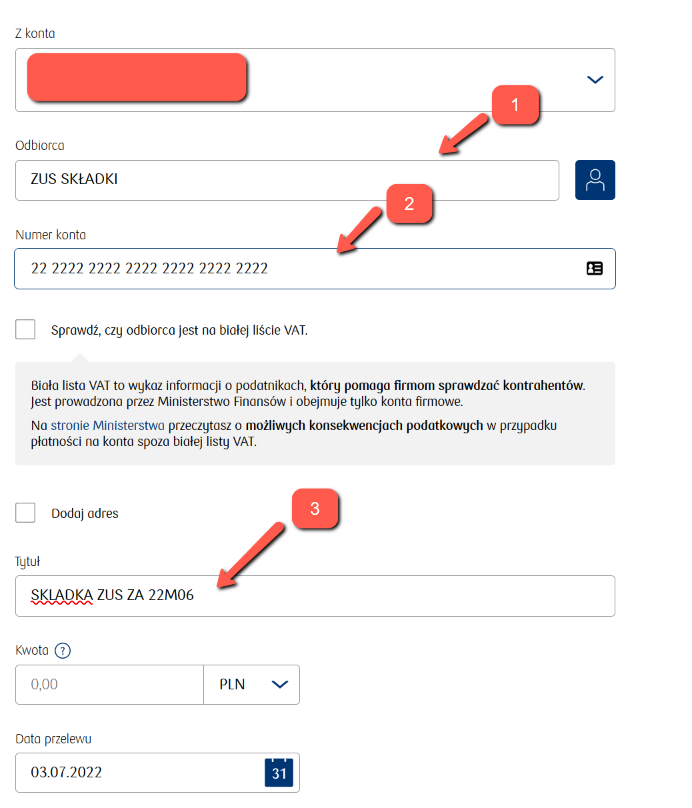 Z konta
1
Odbiorca
ZUS SKŁADKI
2
Numer konta
22 2222 2222 2222 2222 2222 2222
Sprawdź, czy odbiorca jest na białej liście VAT.
Biała lista VAT to wykaz informacji o podatnikach, który pomaga firmom sprawdzać kontrahentów.
Jest prowadzona przez Ministerstwo Finansów i obejmuje tylko konta firmowe.
Na stronie Ministerstwa przeczytasz o możliwych konsekwencjach podatkowych w przypadku
płatności na konta spoza białej listy VAT.
Dodaj adres
3
Tytuł
SKLADKA ZUS ZA 22M06
Kwota ?
0,00 PLN
Data przelewu
03.07.2022 31